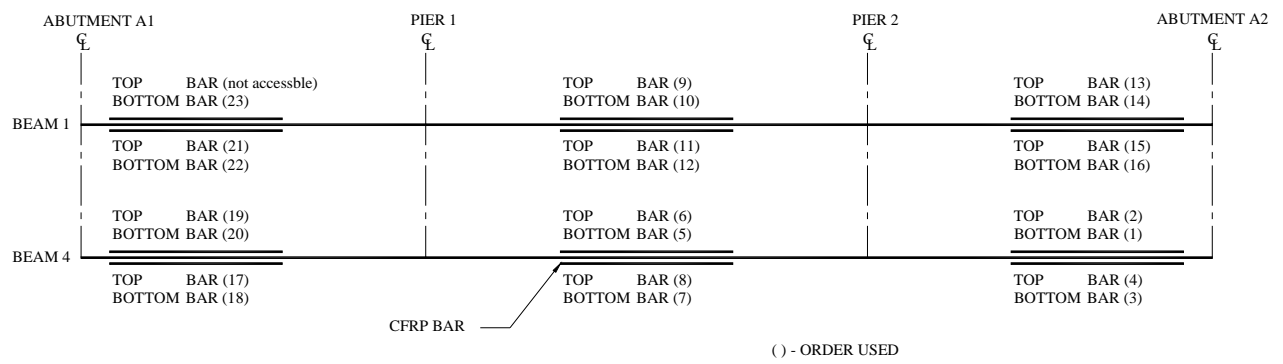 ABUTMENT A1 PIER 1 PIER 2 ABUTMENT A2
℄ ℄ ℄ ℄
TOP BAR (not accessble) TOP BAR (9) TOP BAR (13)
BOTTOM BAR (23) BOTTOM BAR (10) BOTTOM BAR (14)
BEAM 1
TOP BAR (21) TOP BAR (11) TOP BAR (15)
BOTTOM BAR (22) BOTTOM BAR (12) BOTTOM BAR (16)
TOP BAR (19) TOP BAR (6) TOP BAR (2)
BOTTOM BAR (20) BOTTOM BAR (5) BOTTOM BAR (1)
BEAM 4
TOP BAR (17) TOP BAR (8) TOP BAR (4)
BOTTOM BAR (18) BOTTOM BAR (7) BOTTOM BAR (3)
CFRP BAR
( ) - ORDER USED